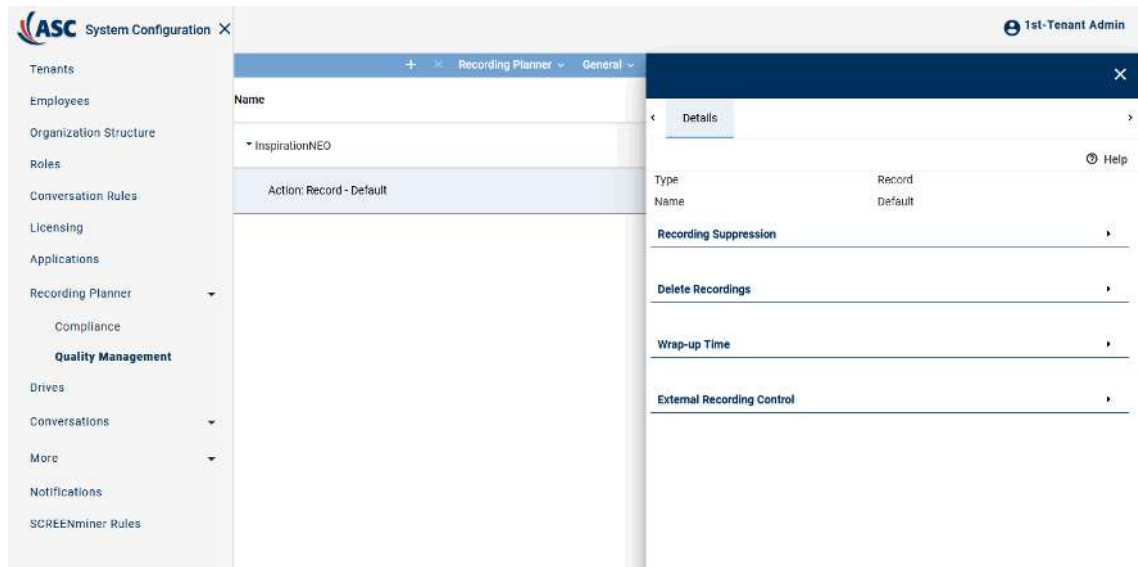 ASC System Configuration X
1st-Tenant Admin
Tenants
Employees
Organization Structure
Roles
Conversation Rules
Licensing
Applications
Recording Planner
Compliance
Quality Management
Drives
Conversations
More
Notifications
SCREENminer Rules
+ × Recording Planner General
Name
InspirationNEO
Action: Record - Default
×
< Details >
? Help
Type Record
Name Default
Recording Suppression
Delete Recordings
Wrap-up Time
External Recording Control